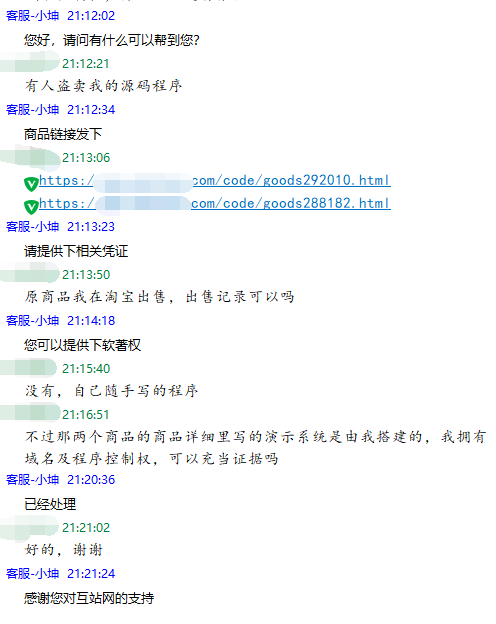 客服-小坤 21:12:02
您好，请问有什么可以帮到您?
21:12:21
有人盗卖我的源码程序
客服-小坤 21:12:34
商品链接发下
21:13:06
https: com/code/goods292010.html
https: com/code/goods288182.html
客服-小坤 21:13:23
请提供下相关凭证
21:13:50
原商品我在淘宝出售，出售记录可以吗
客服-小坤 21:14:18
您可以提供下软著权
21:15:40
没有，自己随手写的程序
21:16:51
不过那两个商品的商品详细里写的演示系统是由我搭建的，我拥有
域名及程序控制权，可以充当证据吗
客服-小坤 21:20:36
已经处理
21:21:02
好的，谢谢
客服-小坤 21:21:24
感谢您对互站网的支持